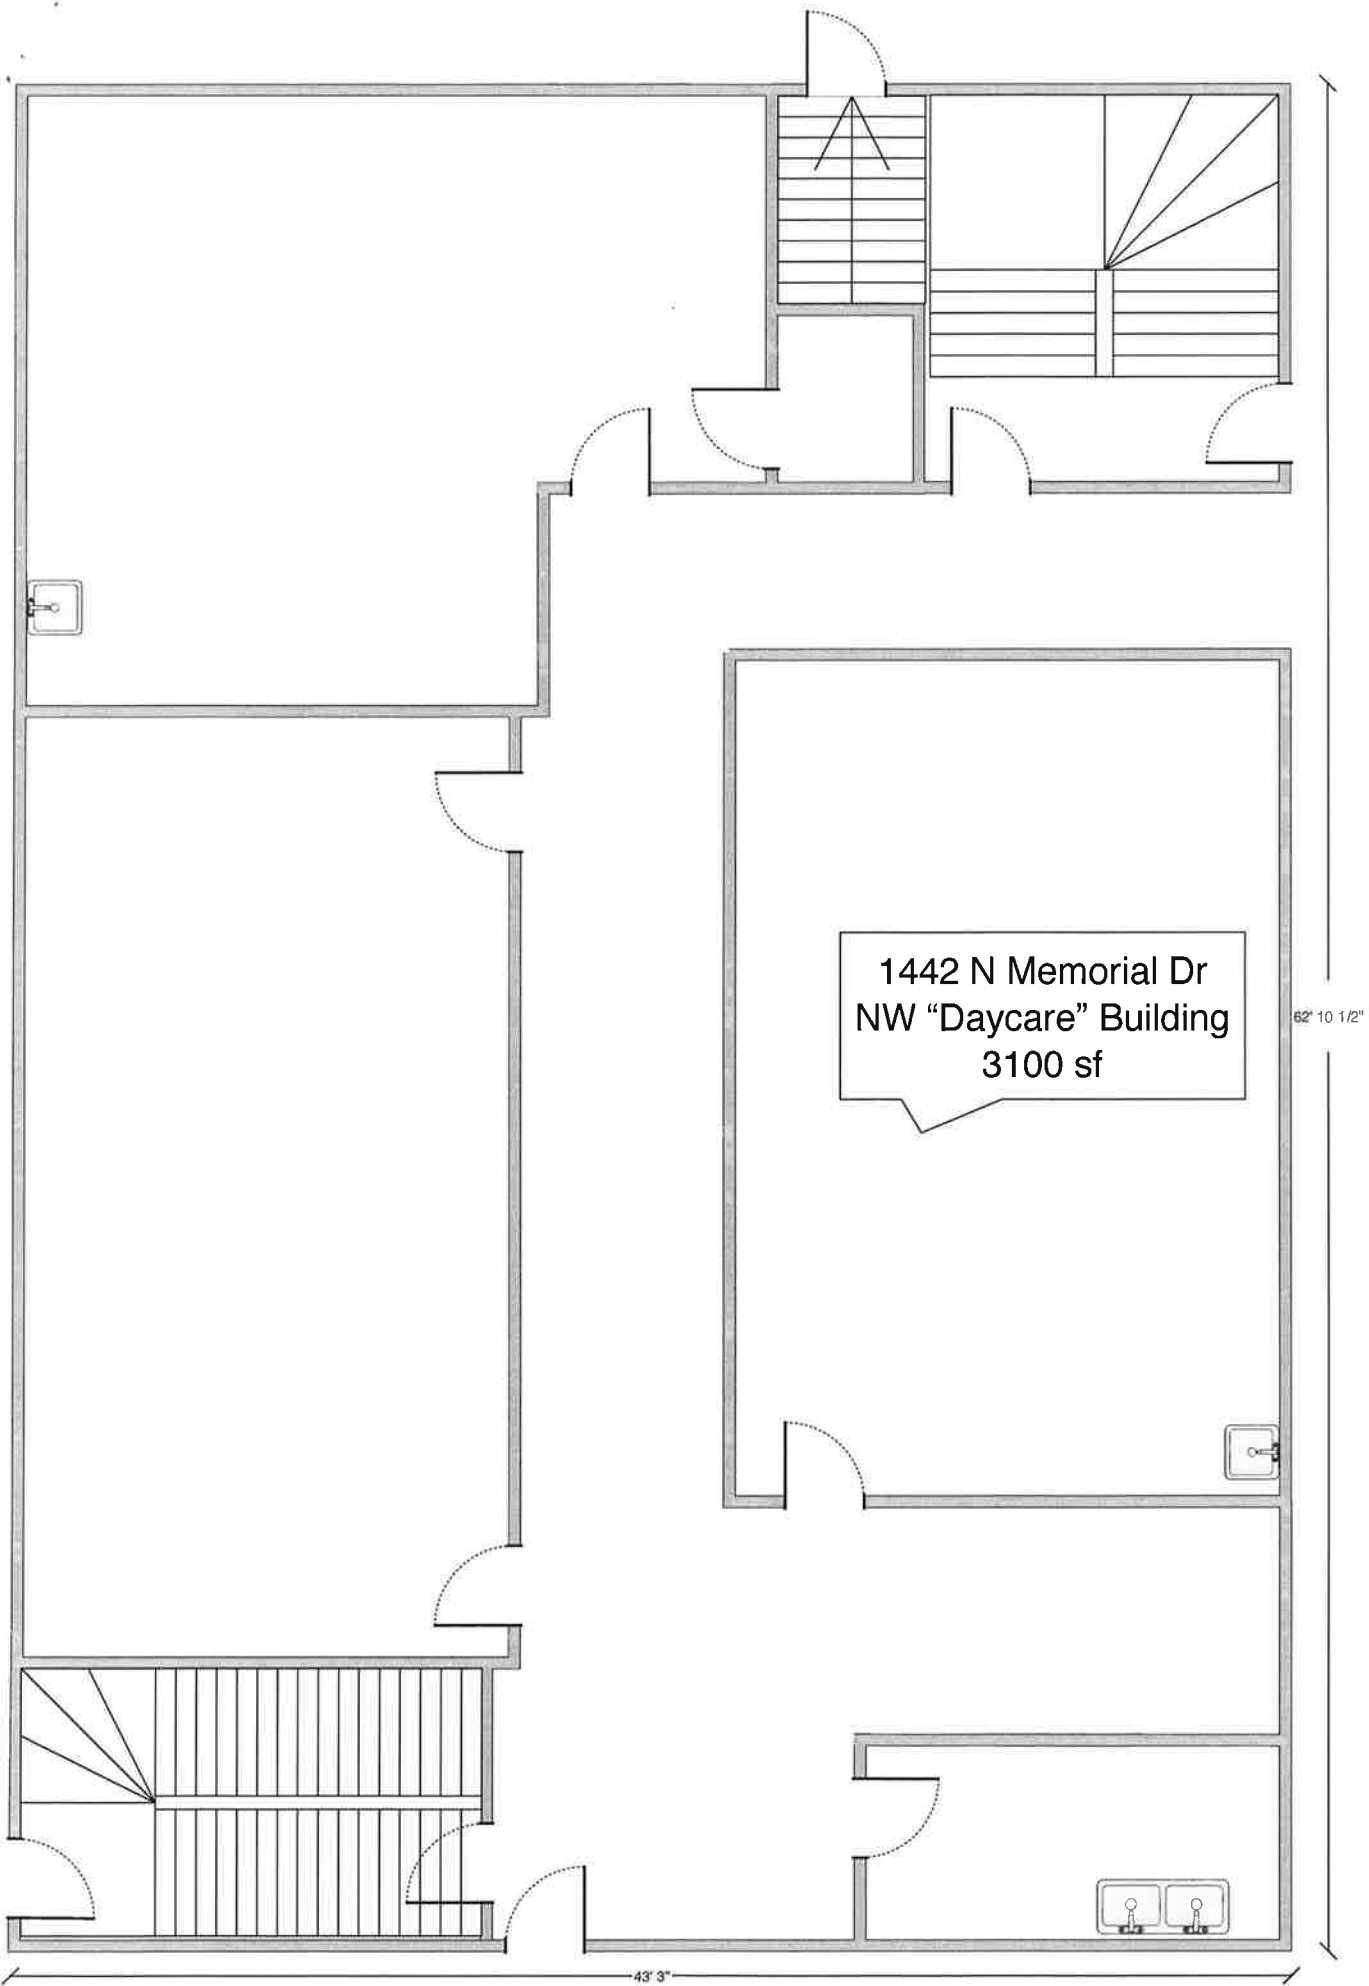 1442 N Memorial Dr
NW “Daycare” Building
3100 sf
62' 10 1/2"
43' 3"